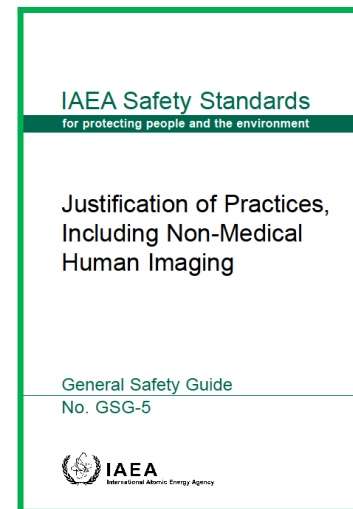 IAEA Safety Standards
for protecting people and the environment
Justification of Practices,
Including Non-Medical
Human Imaging
General Safety Guide
No. GSG-5
IAEA
International Atomic Energy Agency